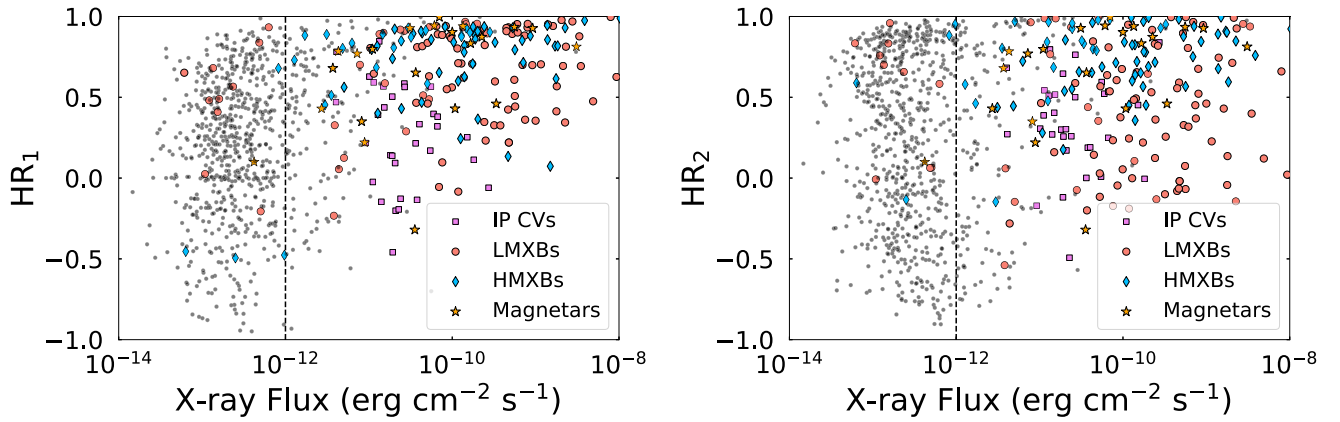 HR₁
1.0
0.5
0.0
−0.5
−1.0
10⁻¹⁴
10⁻¹²
10⁻¹⁰
10⁻⁸
X-ray Flux (erg cm⁻² s⁻¹)
IP CVs
LMXBs
HMXBs
Magnetars
HR₂
1.0
0.5
0.0
−0.5
−1.0
10⁻¹⁴
10⁻¹²
10⁻¹⁰
10⁻⁸
X-ray Flux (erg cm⁻² s⁻¹)
IP CVs
LMXBs
HMXBs
Magnetars